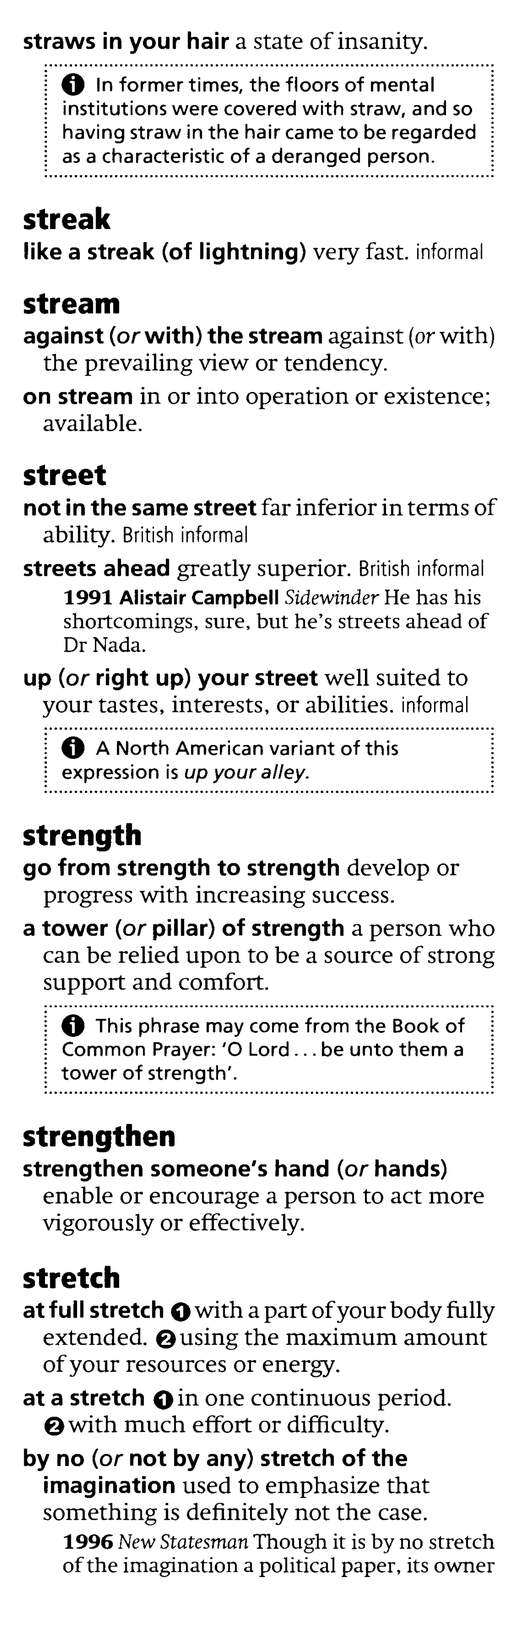 straws in your hair a state of insanity.
ℹ In former times, the floors of mental
institutions were covered with straw, and so
having straw in the hair came to be regarded
as a characteristic of a deranged person.
streak
like a streak (of lightning) very fast. informal
stream
against (or with) the stream against (or with)
the prevailing view or tendency.
on stream in or into operation or existence;
available.
street
not in the same street far inferior in terms of
ability. British informal
streets ahead greatly superior. British informal
1991 Alistair Campbell Sidewinder He has his
shortcomings, sure, but he's streets ahead of
Dr Nada.
up (or right up) your street well suited to
your tastes, interests, or abilities. informal
ℹ A North American variant of this
expression is up your alley.
strength
go from strength to strength develop or
progress with increasing success.
a tower (or pillar) of strength a person who
can be relied upon to be a source of strong
support and comfort.
ℹ This phrase may come from the Book of
Common Prayer: 'O Lord...be unto them a
tower of strength'.
strengthen
strengthen someone's hand (or hands)
enable or encourage a person to act more
vigorously or effectively.
stretch
at full stretch ❶ with a part of your body fully
extended. ❷ using the maximum amount
of your resources or energy.
at a stretch ❶ in one continuous period.
❷ with much effort or difficulty.
by no (or not by any) stretch of the
imagination used to emphasize that
something is definitely not the case.
1996 New Statesman Though it is by no stretch
of the imagination a political paper, its owner